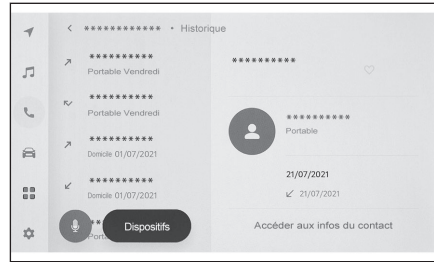 ************ • Historique
**********
Portable Vendredi
**********
Portable Vendredi
**********
Domicile 01/07/2021
**********
Domicile 01/07/2021
**
Porta
Dispositifs
**********
**********
Portable
21/07/2021
21/07/2021
Accéder aux infos du contact